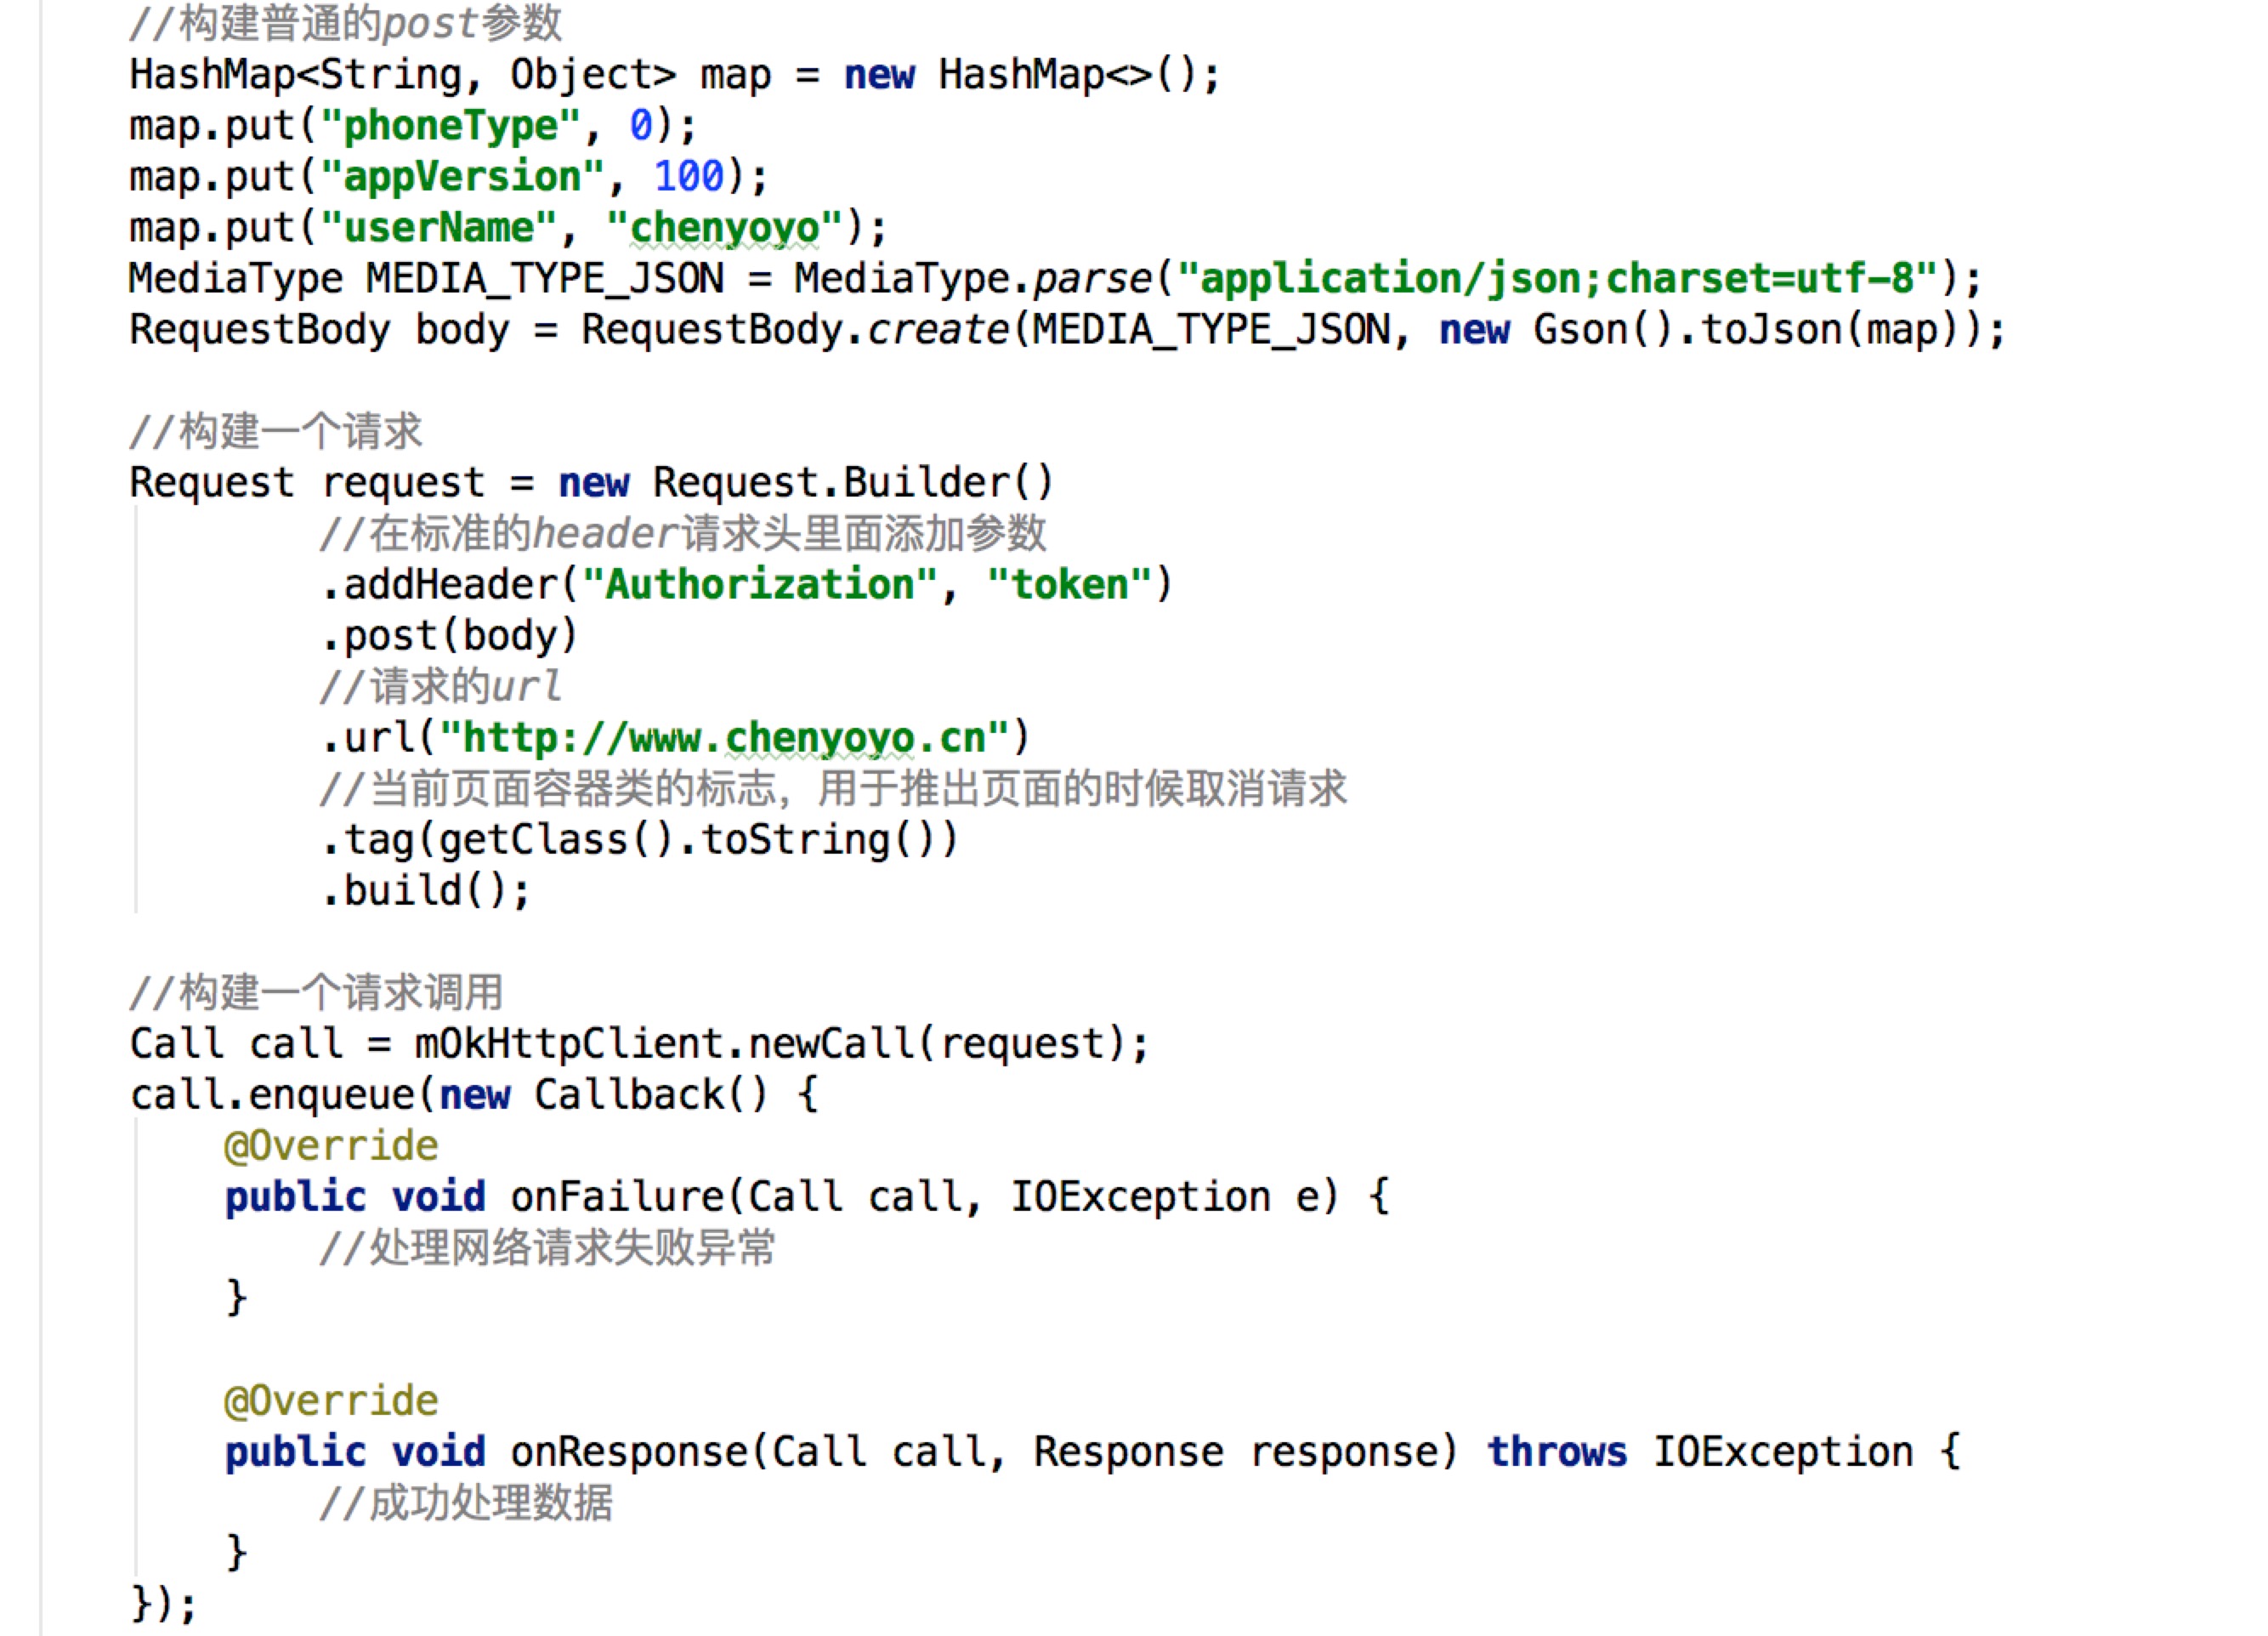 //构建普通的post参数
HashMap<String, Object> map = new HashMap<>();
map.put("phoneType", 0);
map.put("appVersion", 100);
map.put("userName", "chenyoyo");
MediaType MEDIA_TYPE_JSON = MediaType.parse("application/json;charset=utf-8");
RequestBody body = RequestBody.create(MEDIA_TYPE_JSON, new Gson().toJson(map));
//构建一个请求
Request request = new Request.Builder()
//在标准的header请求头里面添加参数
.addHeader("Authorization", "token")
.post(body)
//请求的url
.url("http://www.chenyoyo.cn")
//当前页面容器类的标志，用于推出页面的时候取消请求
.tag(getClass().toString())
.build();
//构建一个请求调用
Call call = mOkHttpClient.newCall(request);
call.enqueue(new Callback() {
@Override
public void onFailure(Call call, IOException e) {
//处理网络请求失败异常
}
@Override
public void onResponse(Call call, Response response) throws IOException {
//成功处理数据
}
});